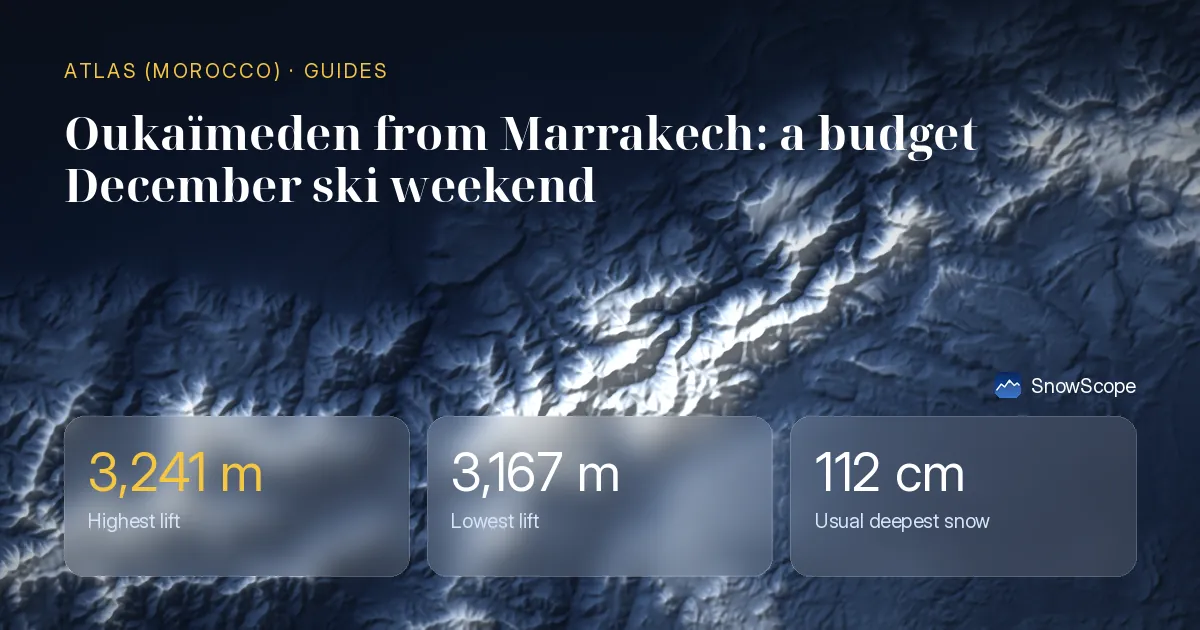 ATLAS (MOROCCO) · GUIDES
Oukaïmeden from Marrakech: a budget
December ski weekend
SnowScope
3,241 m
Highest lift
3,167 m
Lowest lift
112 cm
Usual deepest snow